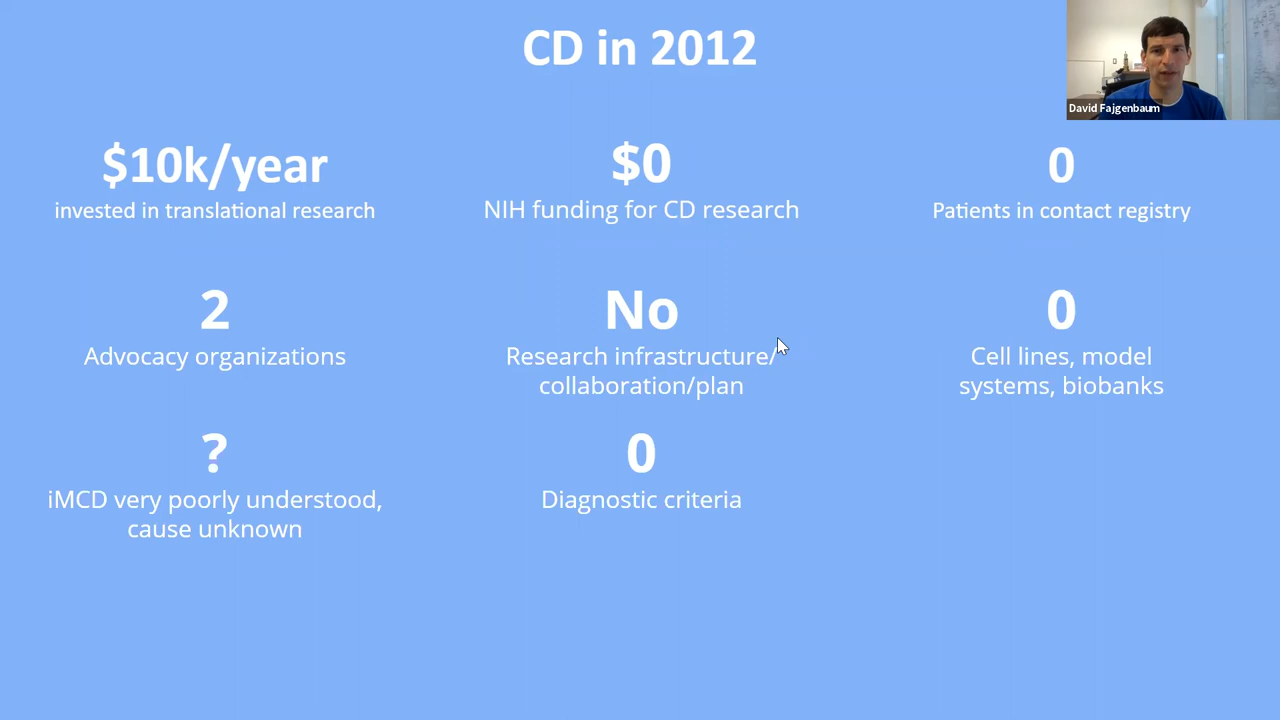 CD in 2012
David Fajgenbaum
$10k/year
invested in translational research
$0
NIH funding for CD research
0
Patients in contact registry
2
Advocacy organizations
No
Research infrastructure/
collaboration/plan
0
Cell lines, model
systems, biobanks
?
iMCD very poorly understood,
cause unknown
0
Diagnostic criteria